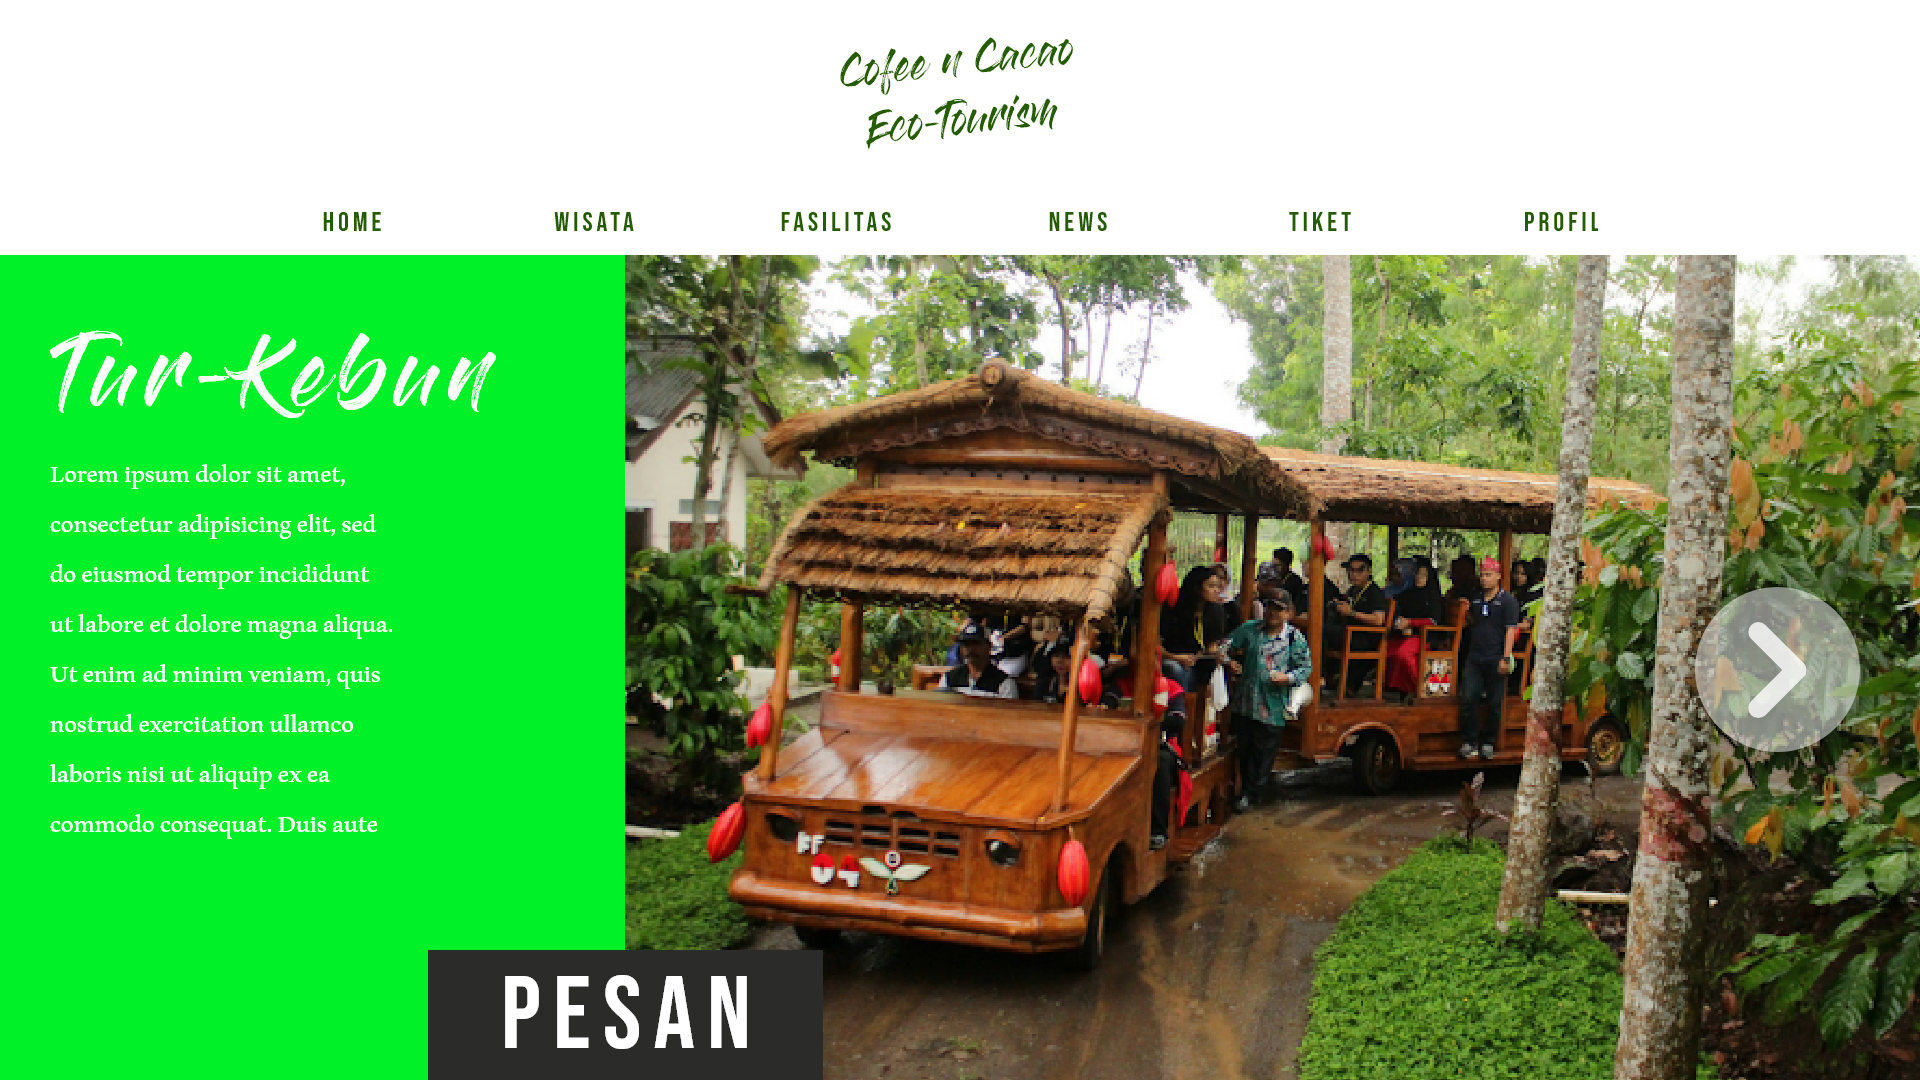 Cofee n Cacao
Eco-Tourism
HOME WISATA FASILITAS NEWS TIKET PROFIL
Tur-Kebun
Lorem ipsum dolor sit amet,
consectetur adipisicing elit, sed
do eiusmod tempor incididunt
ut labore et dolore magna aliqua.
Ut enim ad minim veniam, quis
nostrud exercitation ullamco
laboris nisi ut aliquip ex ea
commodo consequat. Duis aute
PESAN